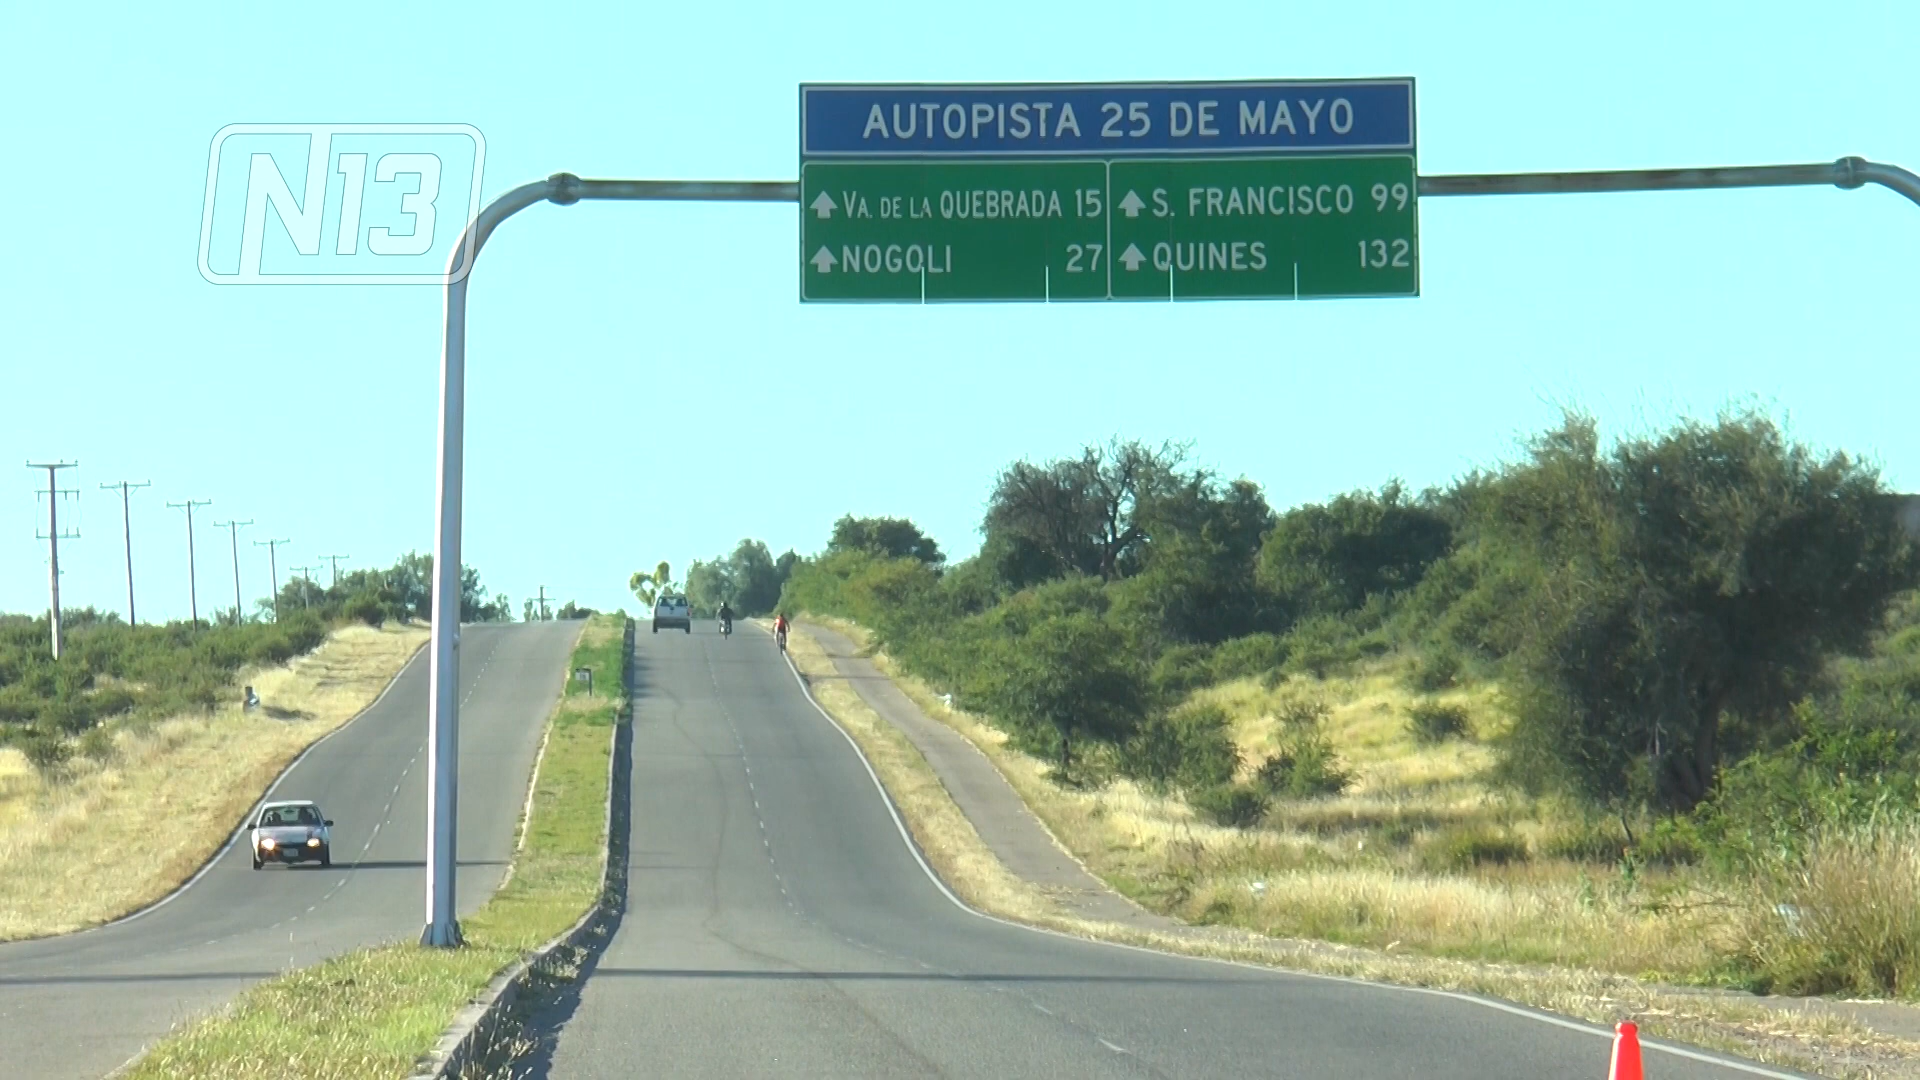 N13
AUTOPISTA 25 DE MAYO
VA. DE LA QUEBRADA 15
NOGOLI 27
S. FRANCISCO 99
QUINES 132